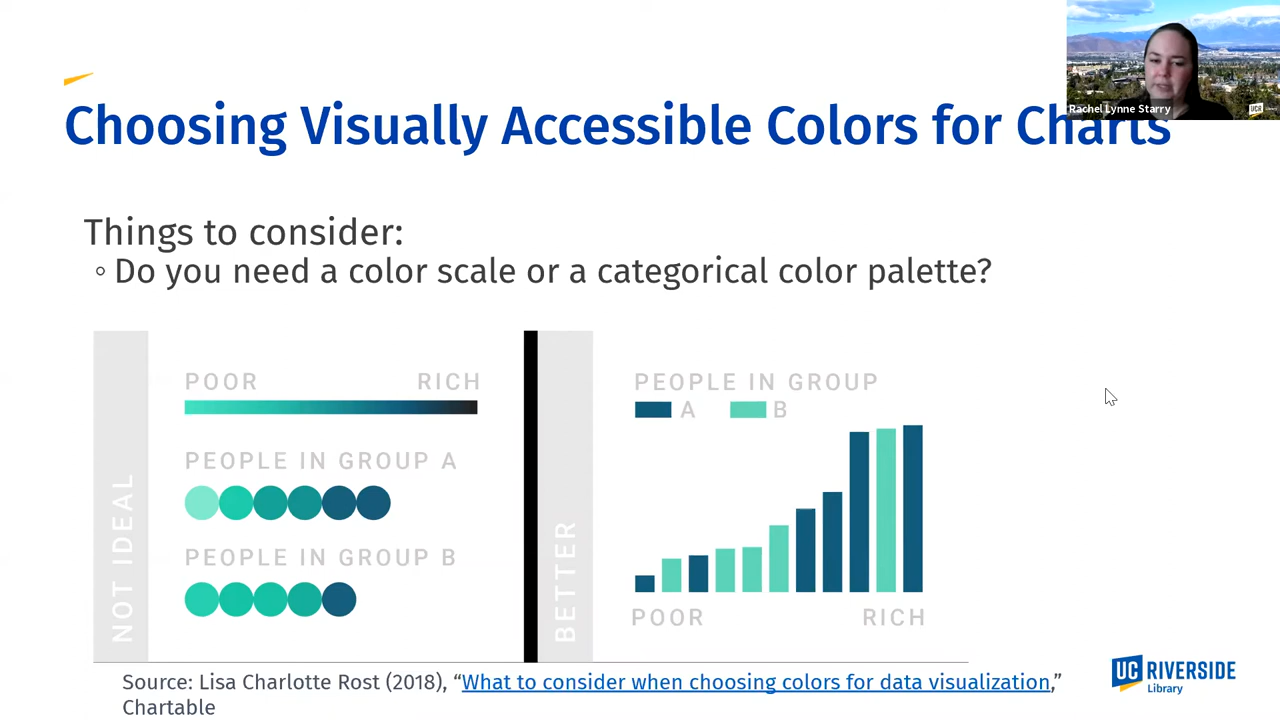 Rachel Lynne Starry
UCR
Choosing Visually Accessible Colors for Charts
Things to consider:
◦ Do you need a color scale or a categorical color palette?
NOT IDEAL
POOR RICH
PEOPLE IN GROUP A
PEOPLE IN GROUP B
BETTER
PEOPLE IN GROUP
A B
POOR RICH
Source: Lisa Charlotte Rost (2018), “What to consider when choosing colors for data visualization,”
Chartable
UC RIVERSIDE
Library